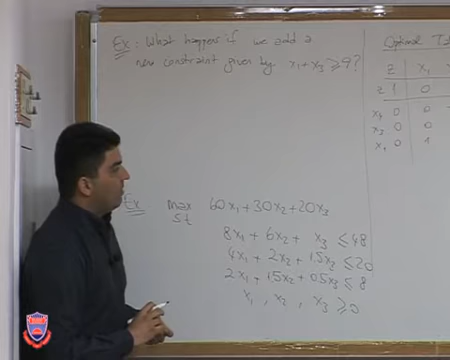 Ex: What happens if we add a
new constraint given by x₁+x₃ ≥ 9?
Optimal T
z x₁
z 1 0
x₄ 0 0
x₃ 0 0
x₁ 0 1
Ex max 60x₁+30x₂+20x₃
st
8x₁+ 6x₂+ x₃ ≤48
4x₁+ 2x₂+ 1.5x₃ ≤20
2x₁+ 1.5x₂+ 0.5x₃ ≤ 8
x₁ , x₂ , x₃ ≥0